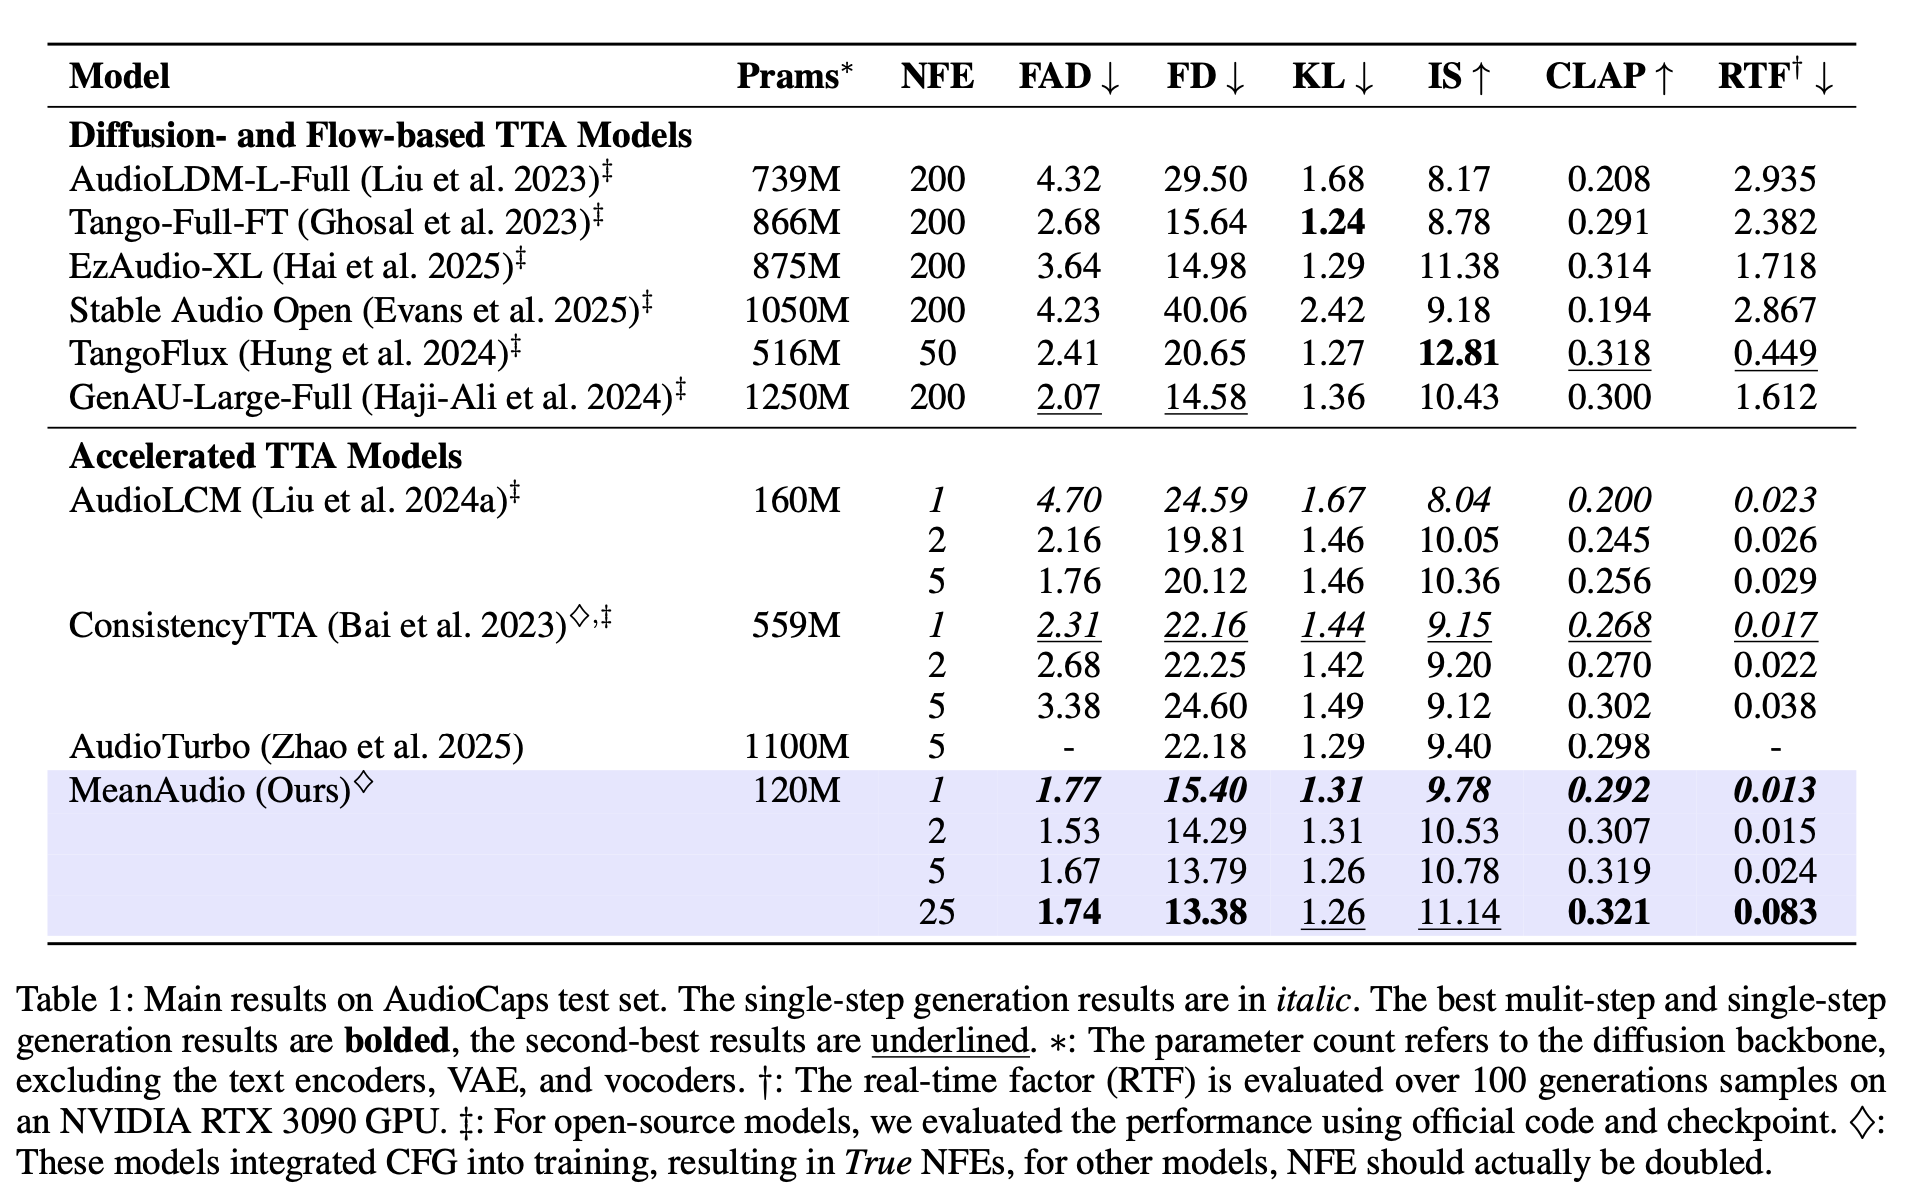 Model Prams* NFE FAD ↓ FD ↓ KL ↓ IS ↑ CLAP ↑ RTF† ↓
Diffusion- and Flow-based TTA Models
AudioLDM-L-Full (Liu et al. 2023)‡ 739M 200 4.32 29.50 1.68 8.17 0.208 2.935
Tango-Full-FT (Ghosal et al. 2023)‡ 866M 200 2.68 15.64 1.24 8.78 0.291 2.382
EzAudio-XL (Hai et al. 2025)‡ 875M 200 3.64 14.98 1.29 11.38 0.314 1.718
Stable Audio Open (Evans et al. 2025)‡ 1050M 200 4.23 40.06 2.42 9.18 0.194 2.867
TangoFlux (Hung et al. 2024)‡ 516M 50 2.41 20.65 1.27 12.81 0.318 0.449
GenAU-Large-Full (Haji-Ali et al. 2024)‡ 1250M 200 2.07 14.58 1.36 10.43 0.300 1.612
Accelerated TTA Models
AudioLCM (Liu et al. 2024a)‡ 160M 1 4.70 24.59 1.67 8.04 0.200 0.023
2 2.16 19.81 1.46 10.05 0.245 0.026
5 1.76 20.12 1.46 10.36 0.256 0.029
ConsistencyTTA (Bai et al. 2023)♢,‡ 559M 1 2.31 22.16 1.44 9.15 0.268 0.017
2 2.68 22.25 1.42 9.20 0.270 0.022
5 3.38 24.60 1.49 9.12 0.302 0.038
AudioTurbo (Zhao et al. 2025) 1100M 5 - 22.18 1.29 9.40 0.298 -
MeanAudio (Ours)♢ 120M 1 1.77 15.40 1.31 9.78 0.292 0.013
2 1.53 14.29 1.31 10.53 0.307 0.015
5 1.67 13.79 1.26 10.78 0.319 0.024
25 1.74 13.38 1.26 11.14 0.321 0.083
Table 1: Main results on AudioCaps test set. The single-step generation results are in italic. The best mulit-step and single-step
generation results are bolded, the second-best results are underlined. ∗: The parameter count refers to the diffusion backbone,
excluding the text encoders, VAE, and vocoders. †: The real-time factor (RTF) is evaluated over 100 generations samples on
an NVIDIA RTX 3090 GPU. ‡: For open-source models, we evaluated the performance using official code and checkpoint. ♢:
These models integrated CFG into training, resulting in True NFEs, for other models, NFE should actually be doubled.